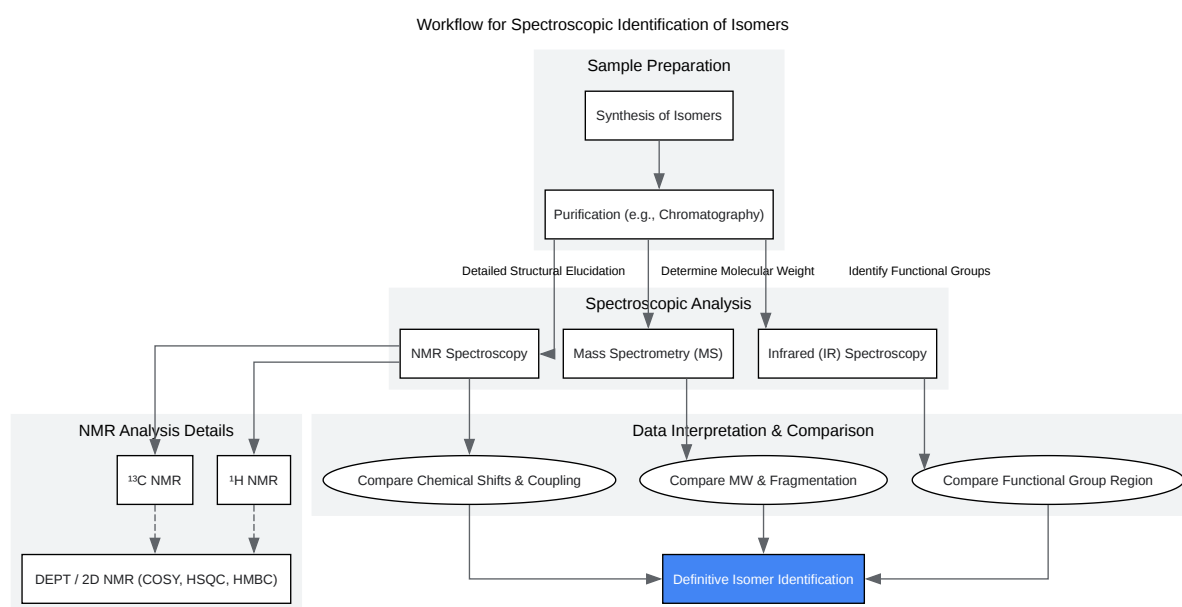 Workflow for Spectroscopic Identification of Isomers
Sample Preparation
Synthesis of Isomers
Purification (e.g., Chromatography)
Detailed Structural Elucidation
Determine Molecular Weight
Identify Functional Groups
Spectroscopic Analysis
NMR Spectroscopy
Mass Spectrometry (MS)
Infrared (IR) Spectroscopy
NMR Analysis Details
Data Interpretation & Comparison
¹³C NMR
¹H NMR
Compare Chemical Shifts & Coupling
Compare MW & Fragmentation
Compare Functional Group Region
DEPT / 2D NMR (COSY, HSQC, HMBC)
Definitive Isomer Identification